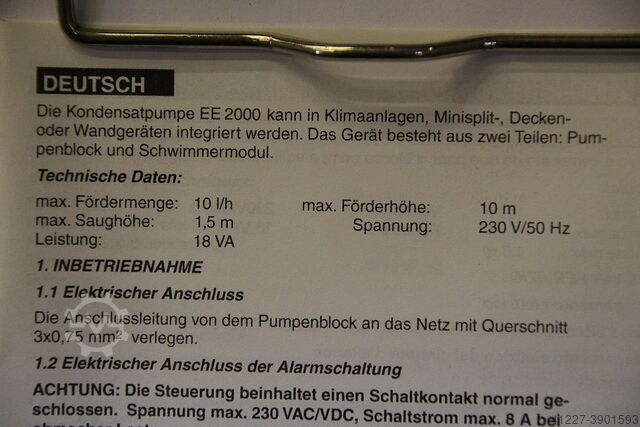 DEUTSCH
Die Kondensatpumpe EE 2000 kann in Klimaanlagen, Minisplit-, Decken-
oder Wandgeräten integriert werden. Das Gerät besteht aus zwei Teilen: Pum-
penblock und Schwimmermodul.
Technische Daten:
max. Fördermenge: 10 l/h max. Förderhöhe: 10 m
max. Saughöhe: 1,5 m Spannung: 230 V/50 Hz
Leistung: 18 VA
1. INBETRIEBNAHME
1.1 Elektrischer Anschluss
Die Anschlussleitung von dem Pumpenblock an das Netz mit Querschnitt
3x0,75 mm² verlegen.
1.2 Elektrischer Anschluss der Alarmschaltung
ACHTUNG: Die Steuerung beinhaltet einen Schaltkontakt normal ge-
schlossen. Spannung max. 230 VAC/VDC, Schaltstrom max. 8 A bei
ohmscher Last
1227-3901593